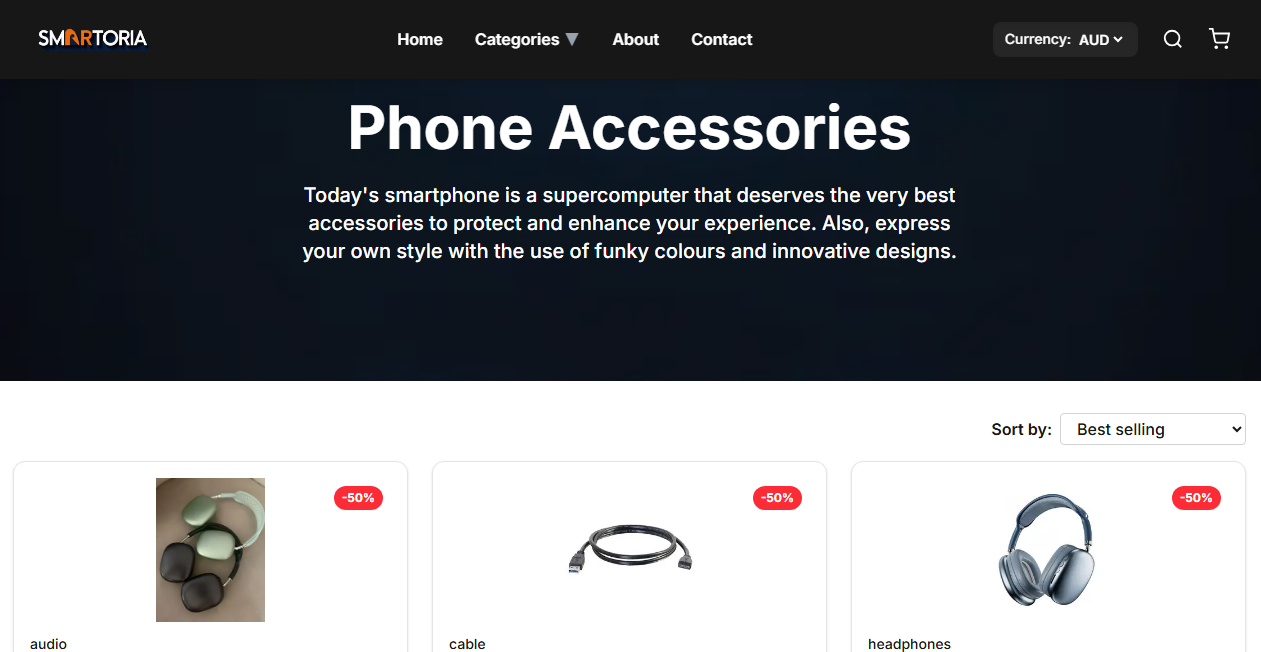 SMARTORIA
Home
Categories ▼
About
Contact
Currency: AUD
Phone Accessories
Today's smartphone is a supercomputer that deserves the very best
accessories to protect and enhance your experience. Also, express
your own style with the use of funky colours and innovative designs.
Sort by: Best selling
-50%
-50%
-50%
audio
cable
headphones